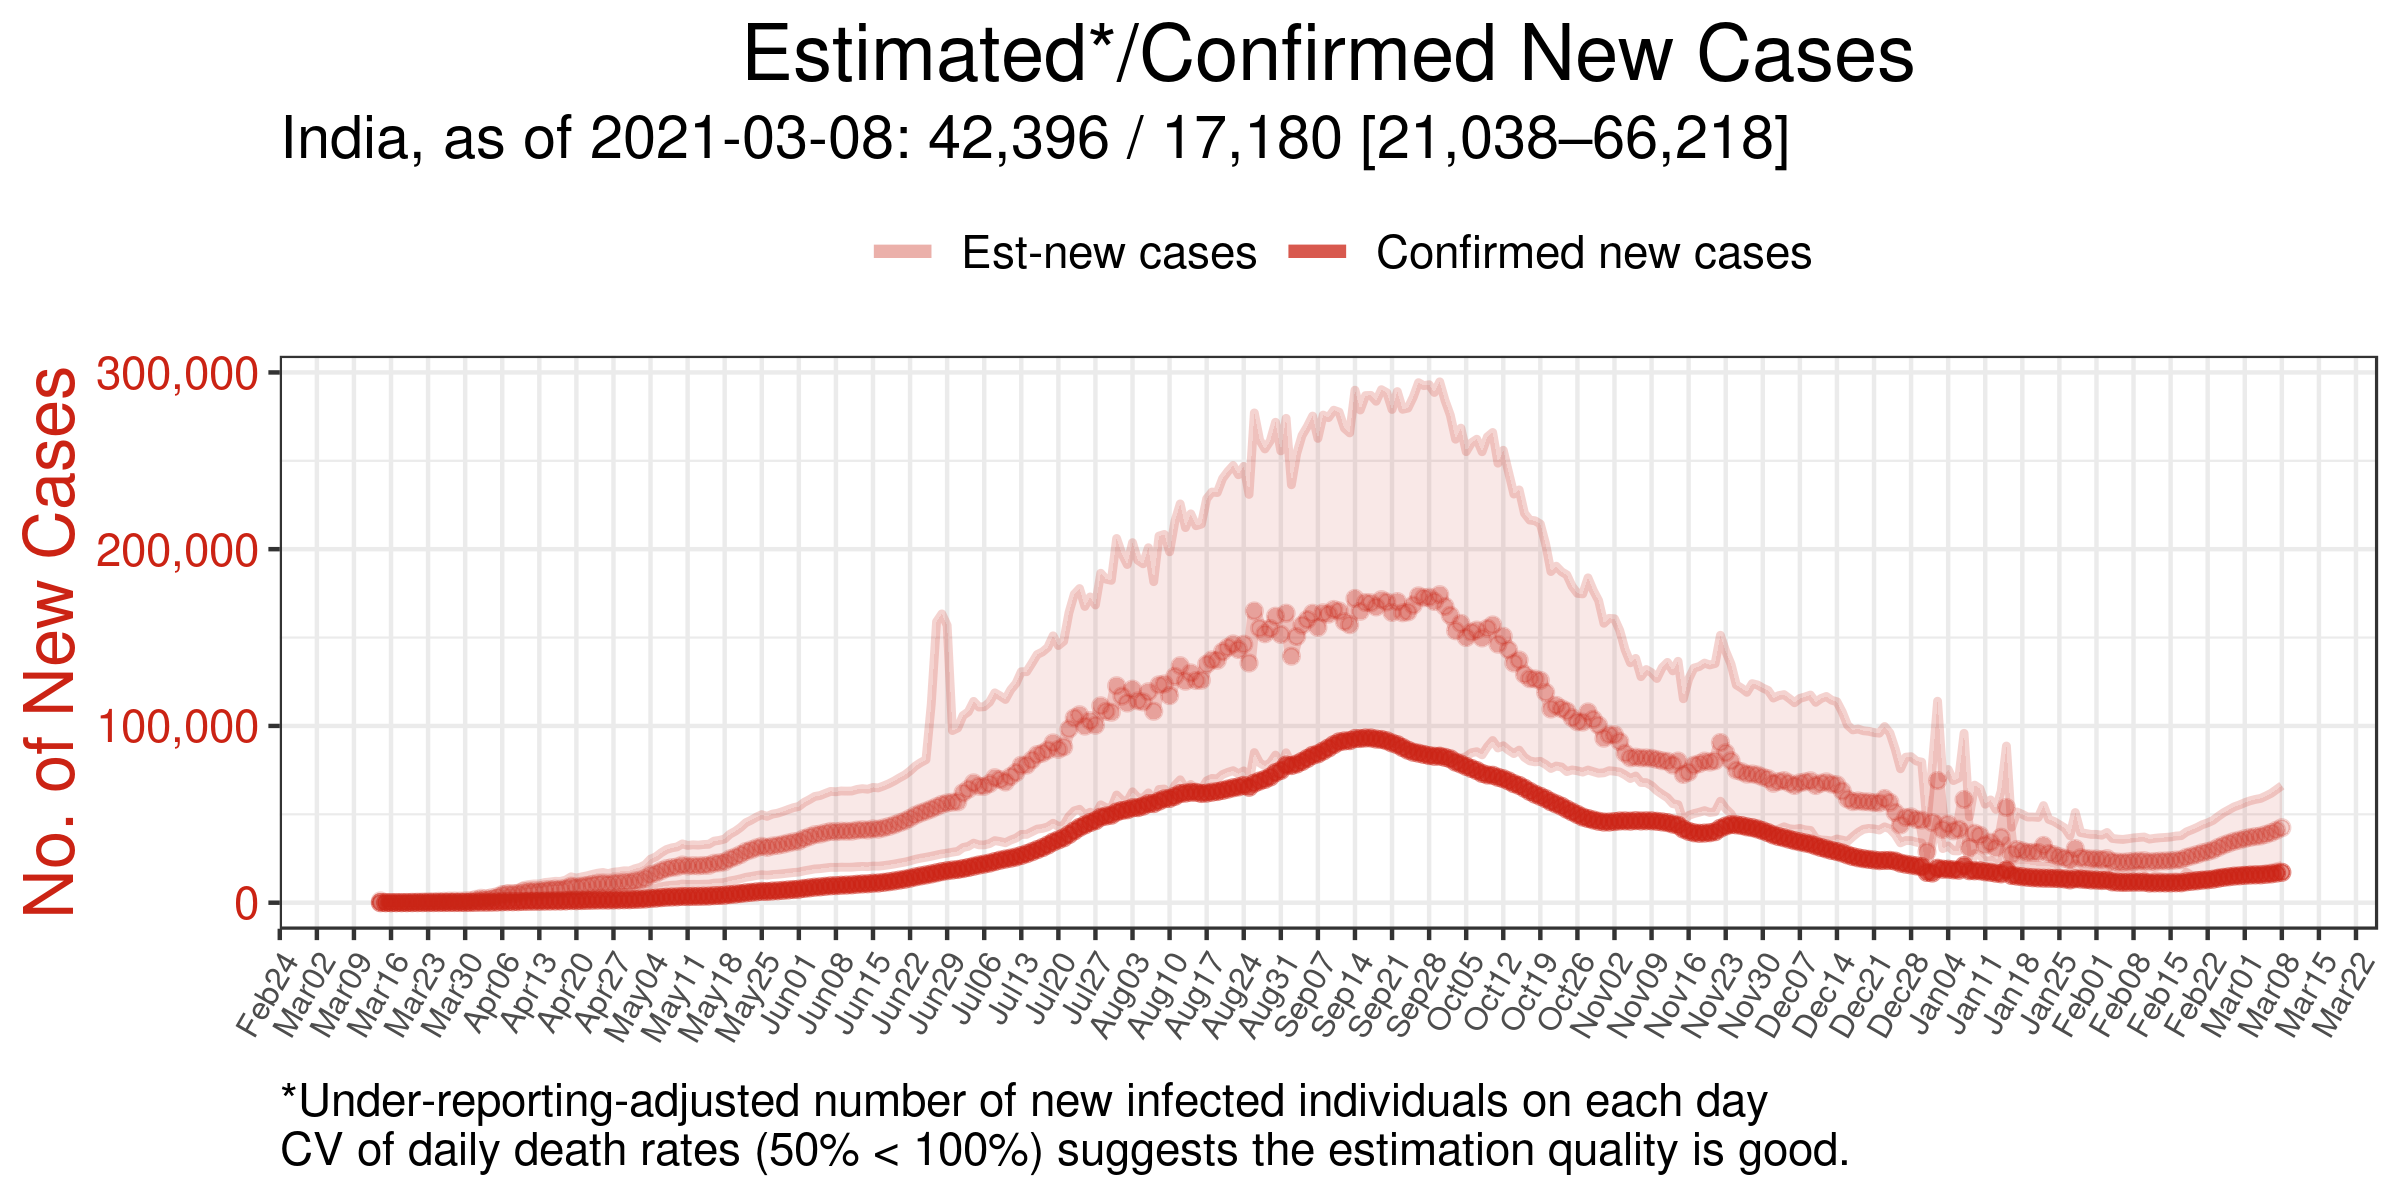 Estimated*/Confirmed New Cases
India, as of 2021-03-08: 42,396 / 17,180 [21,038–66,218]
Est-new cases
Confirmed new cases
No. of New Cases
300,000
200,000
100,000
0
Feb24
Mar02
Mar09
Mar16
Mar23
Mar30
Apr06
Apr13
Apr20
Apr27
May04
May11
May18
May25
Jun01
Jun08
Jun15
Jun22
Jun29
Jul06
Jul13
Jul20
Jul27
Aug03
Aug10
Aug17
Aug24
Aug31
Sep07
Sep14
Sep21
Sep28
Oct05
Oct12
Oct19
Oct26
Nov02
Nov09
Nov16
Nov23
Nov30
Dec07
Dec14
Dec21
Dec28
Jan04
Jan11
Jan18
Jan25
Feb01
Feb08
Feb15
Feb22
Mar01
Mar08
Mar15
Mar22
*Under-reporting-adjusted number of new infected individuals on each day
CV of daily death rates (50% < 100%) suggests the estimation quality is good.